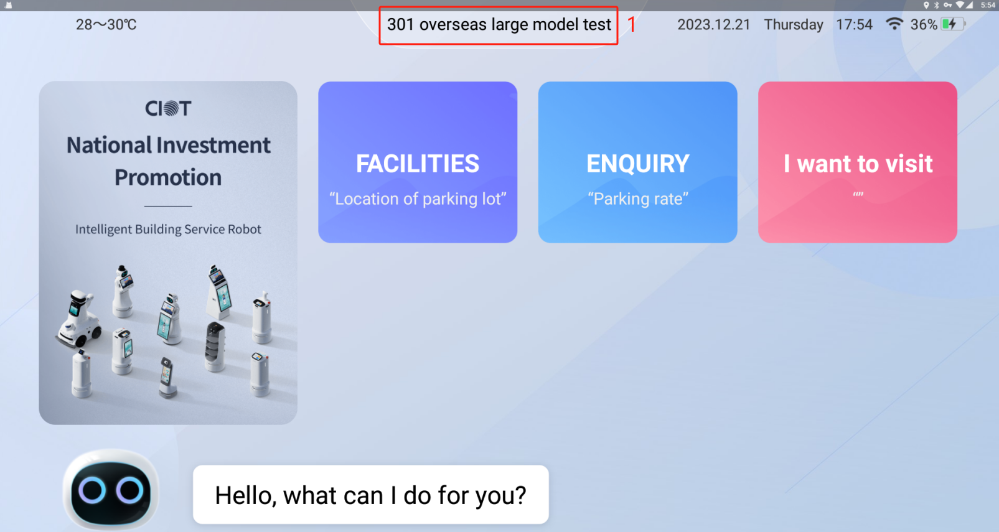 5:54
28～30℃
301 overseas large model test
1
2023.12.21 Thursday 17:54 36%
CIOT
National Investment
Promotion
Intelligent Building Service Robot
FACILITIES
“Location of parking lot”
ENQUIRY
“Parking rate”
I want to visit
“”
Hello, what can I do for you?